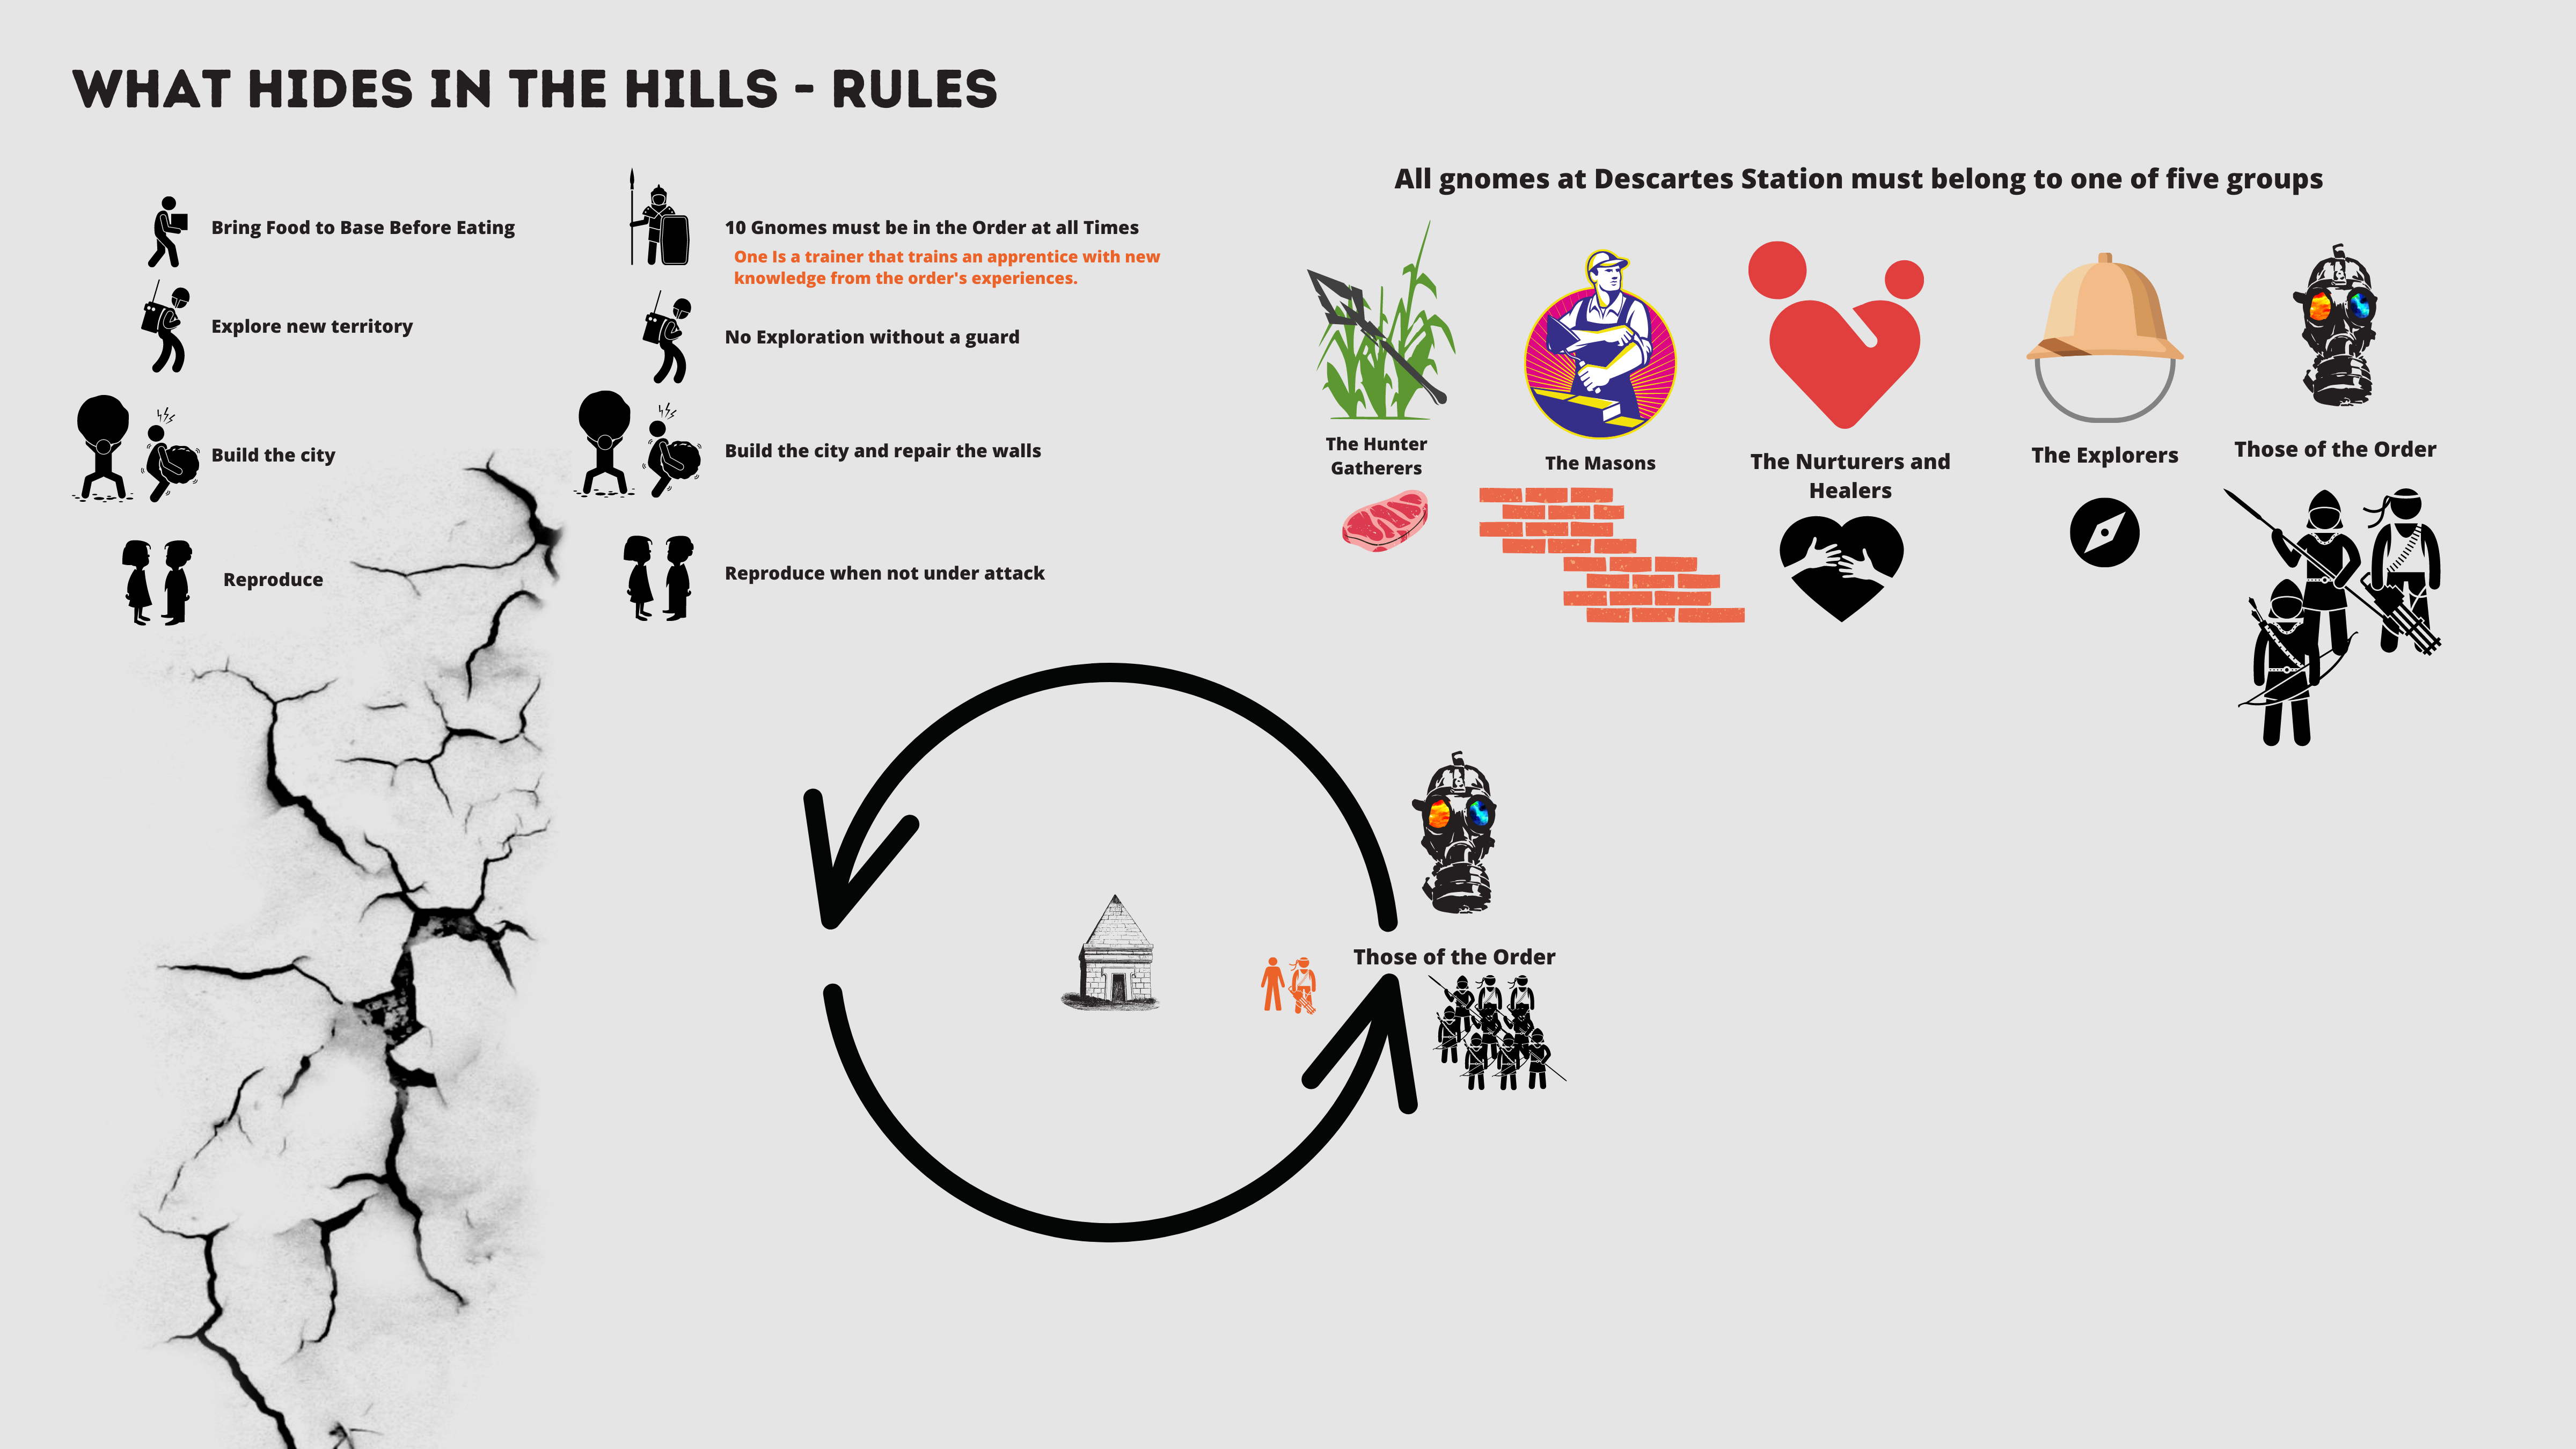 WHAT HIDES IN THE HILLS - RULES
Bring Food to Base Before Eating
Explore new territory
Build the city
Reproduce
10 Gnomes must be in the Order at all Times
One Is a trainer that trains an apprentice with new
knowledge from the order's experiences.
No Exploration without a guard
Build the city and repair the walls
Reproduce when not under attack
All gnomes at Descartes Station must belong to one of five groups
The Hunter
Gatherers
The Masons
The Nurturers and
Healers
The Explorers
Those of the Order
Those of the Order